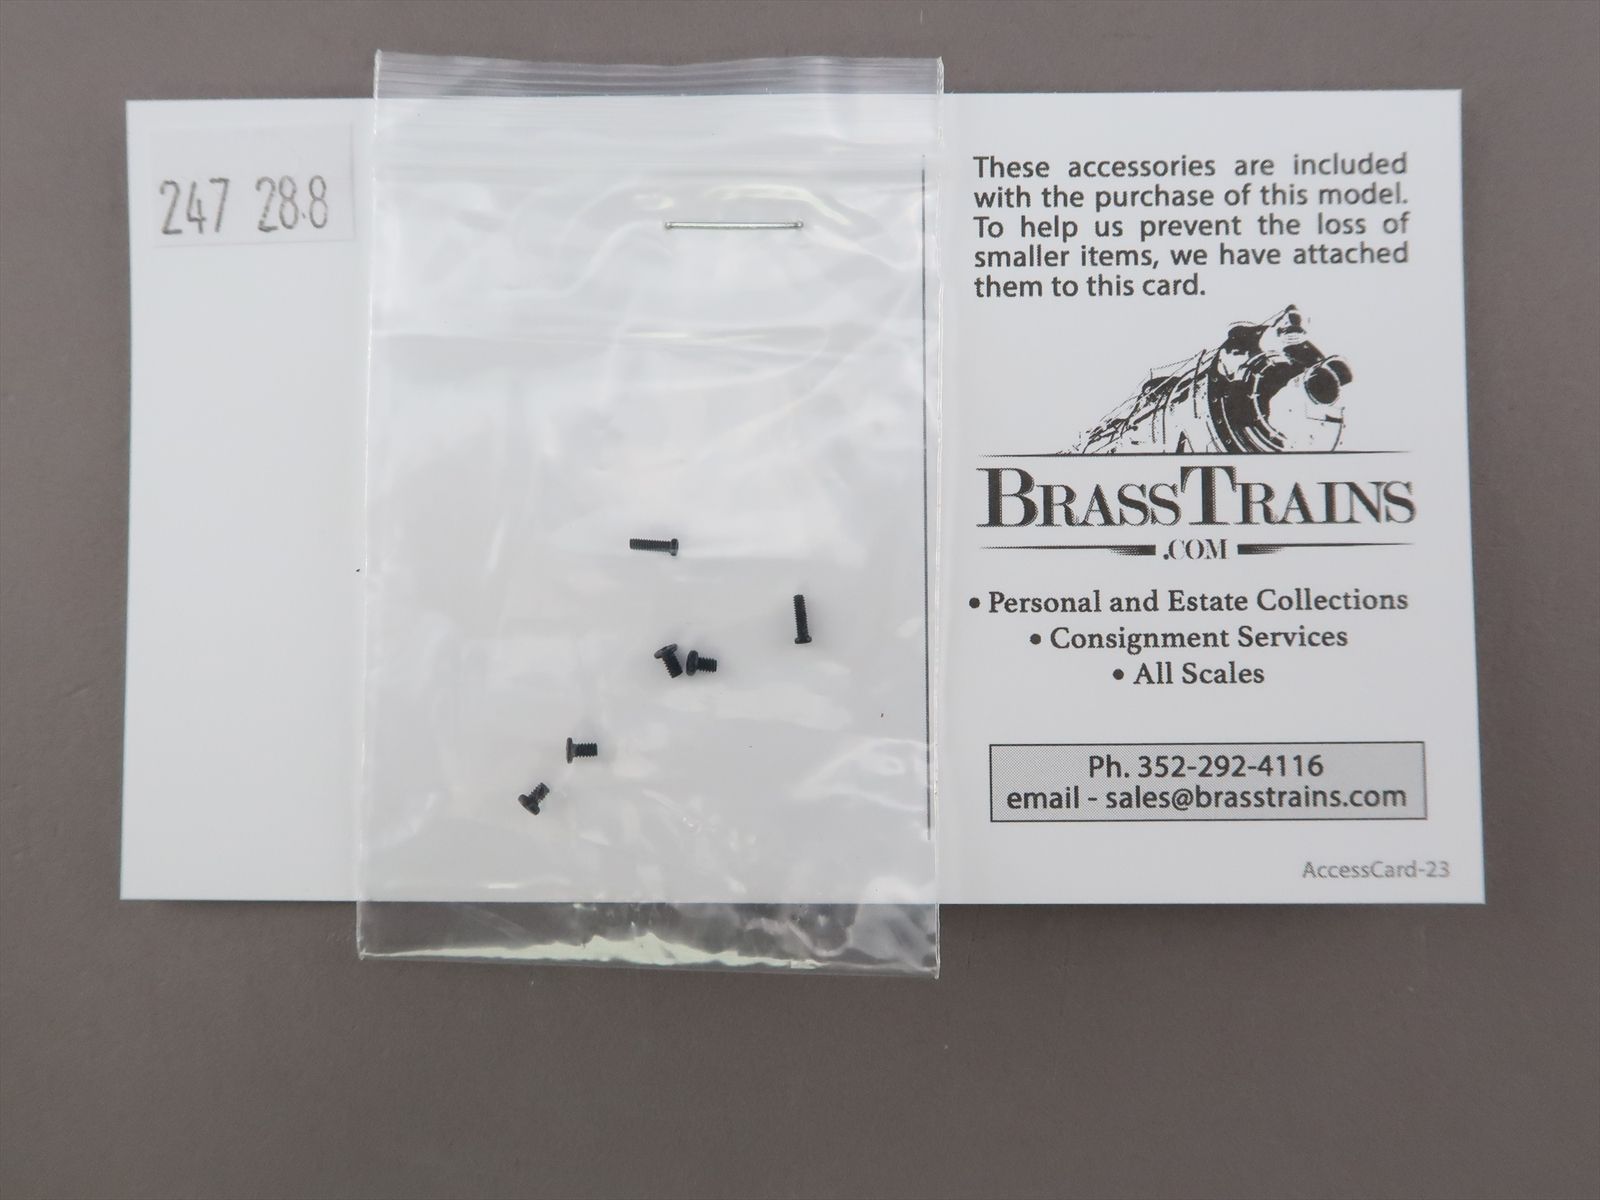 247 28.8
These accessories are included
with the purchase of this model.
To help us prevent the loss of
smaller items, we have attached
them to this card.
BRASSTRAINS
.COM
• Personal and Estate Collections
• Consignment Services
• All Scales
Ph. 352-292-4116
email - sales@brasstrains.com
AccessCard-23